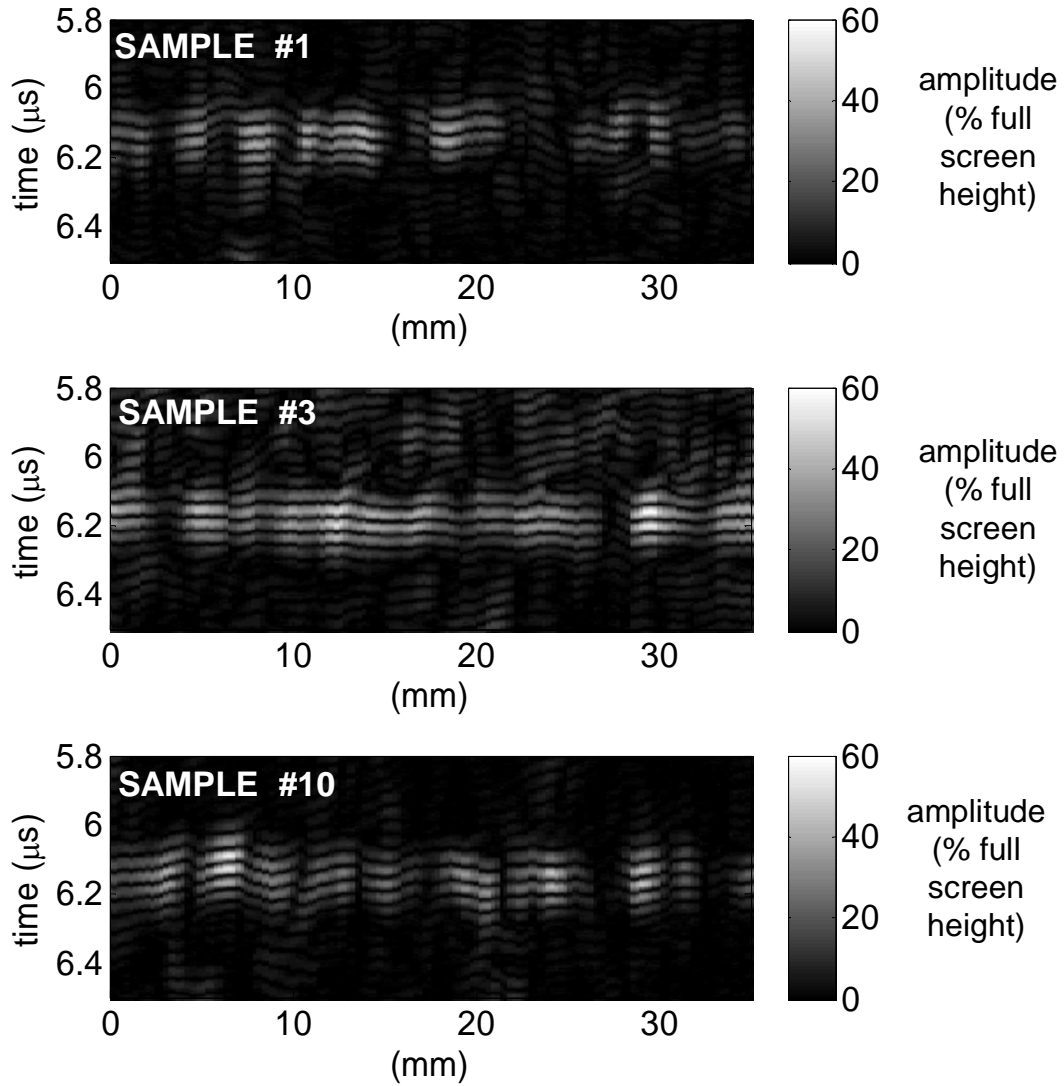 5.8
6
6.2
6.4
time (μs)
SAMPLE #1
0
10
20
30
(mm)
60
40
20
0
amplitude
(% full
screen
height)
5.8
6
6.2
6.4
time (μs)
SAMPLE #3
0
10
20
30
(mm)
60
40
20
0
amplitude
(% full
screen
height)
5.8
6
6.2
6.4
time (μs)
SAMPLE #10
0
10
20
30
(mm)
60
40
20
0
amplitude
(% full
screen
height)